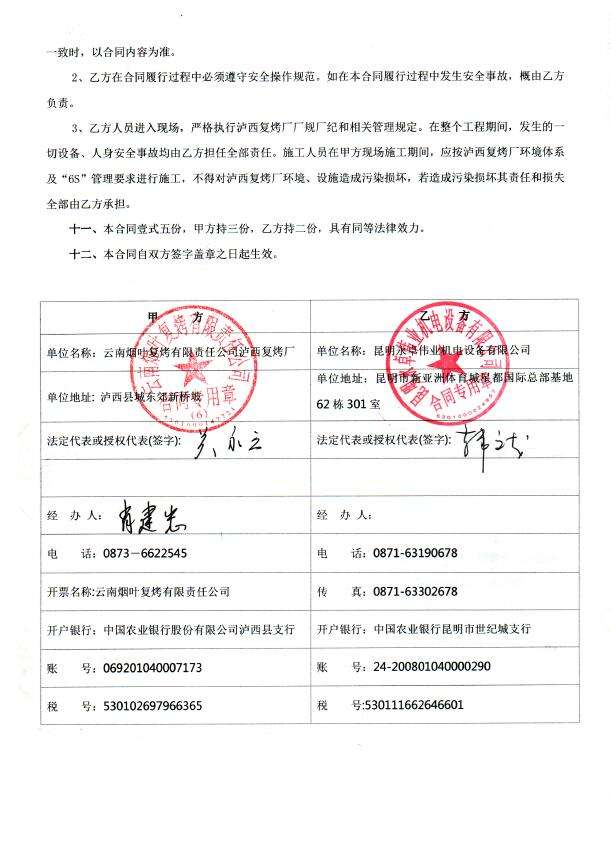 一致时，以合同内容为准。
2、乙方在合同履行过程中必须遵守安全操作规范。如在本合同履行过程中发生安全事故，概由乙方
负责。
3、乙方人员进入现场，严格执行泸西复烤厂厂规厂纪和相关管理规定。在整个工程期间，发生的一
切设备、人身安全事故均由乙方担任全部责任。施工人员在甲方现场施工期间，应按泸西复烤厂环境体系
及“6S”管理要求进行施工，不得对泸西复烤厂环境、设施造成污染损坏，若造成污染损坏其责任和损失
全部由乙方承担。
十一、本合同壹式五份，甲方持三份，乙方持二份，具有同等法律效力。
十二、本合同自双方签字盖章之日起生效。
甲 方
乙 方
单位名称：云南烟叶复烤有限责任公司泸西复烤厂
单位名称：昆明永卓伟业机电设备有限公司
单位地址：泸西县城东郊新桥坡
单位地址：昆明市新亚洲体育城星都国际总部基地
62栋301室
云南烟叶复烤有限责任公司
合同专用章
(6)
合同专用章
法定代表或授权代表(签字)：
法定代表或授权代表(签字)：
经 办 人：肖建忠
经 办 人：
电 话：0873－6622545
电 话：0871-63190678
开票名称:云南烟叶复烤有限责任公司
传 真：0871-63302678
开户银行：中国农业银行股份有限公司泸西县支行
开户银行：中国农业银行昆明市世纪城支行
账 号：069201040007173
账 号：24-200801040000290
税 号：530102697966365
税 号:530111662646601